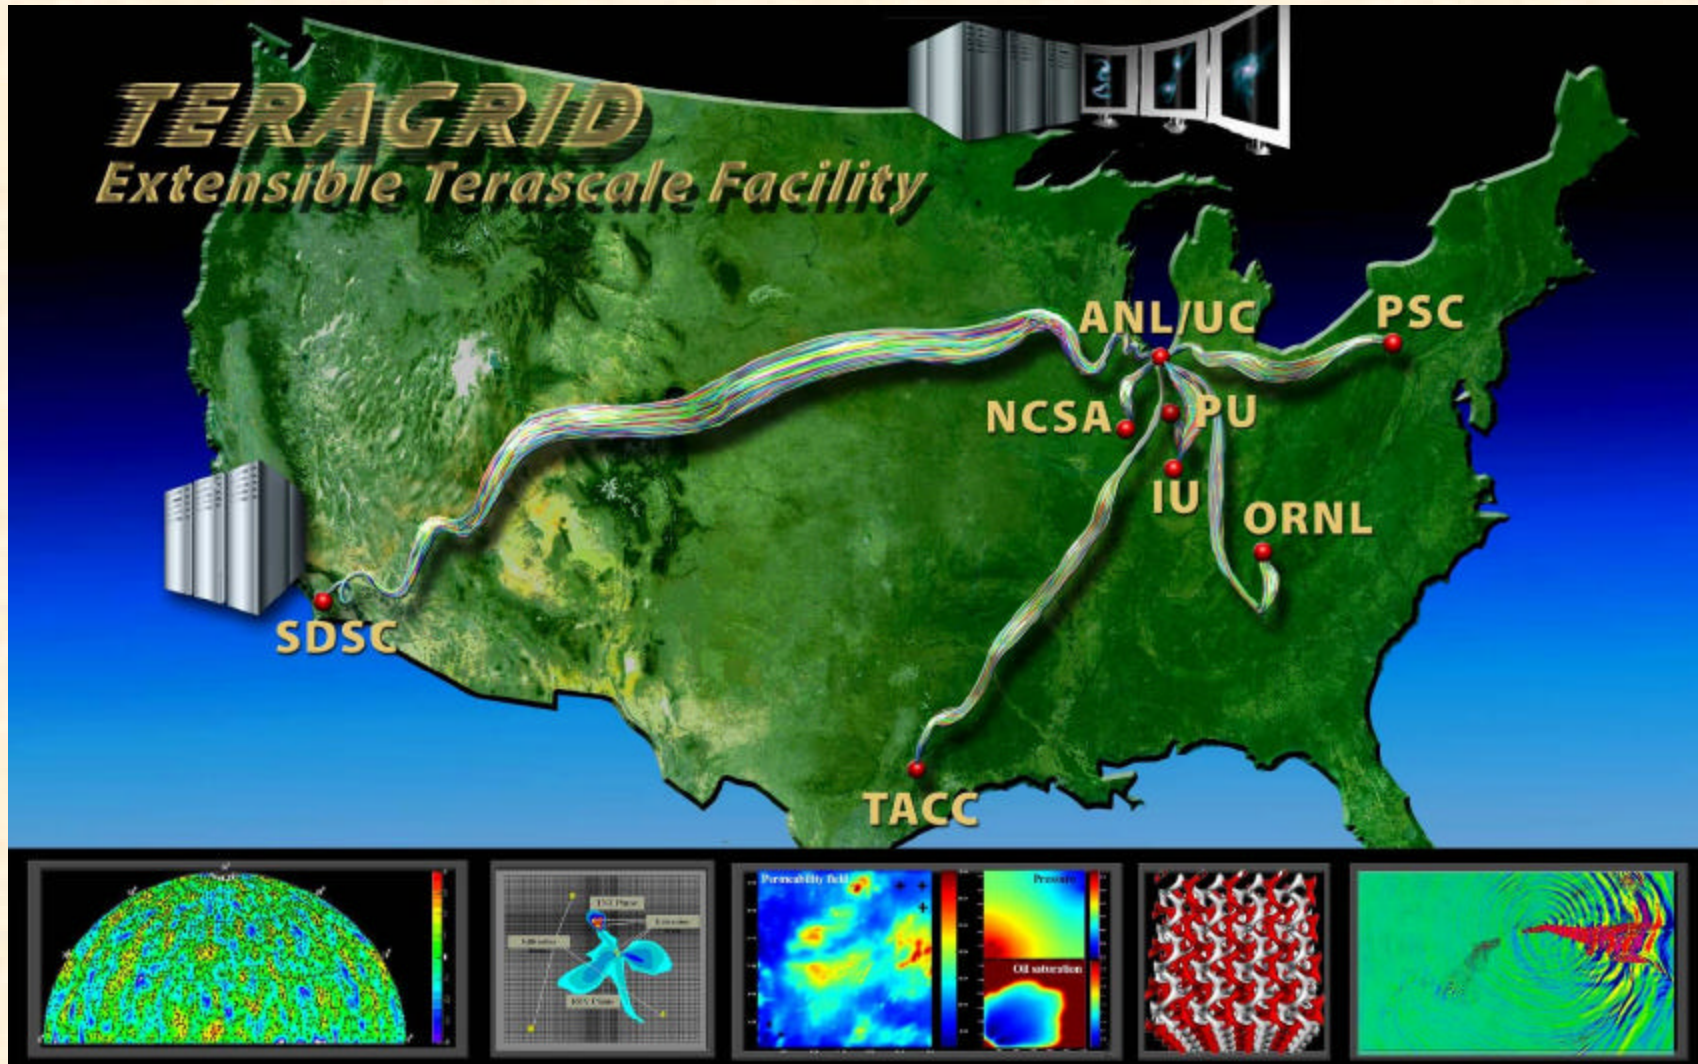 TERAGRID
Extensible Terascale Facility
ANL/UC
PSC
NCSA
PU
IU
ORNL
SDSC
TACC
Permeability field
Pressure
Oil saturation